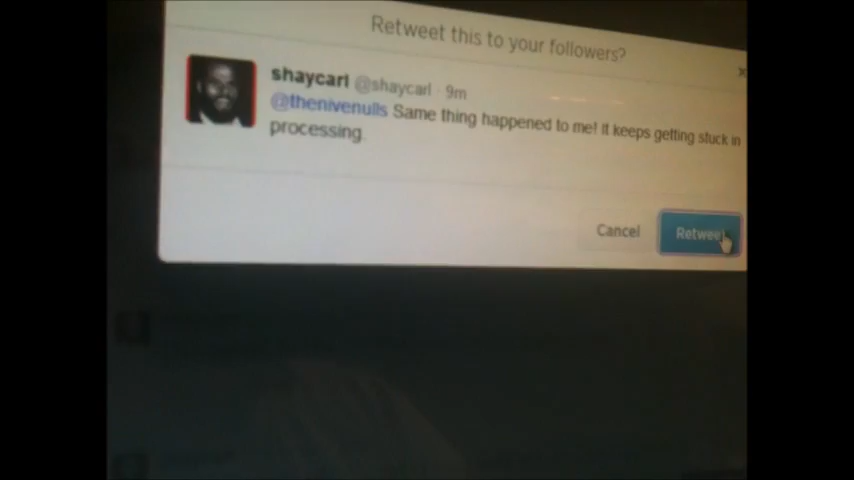 Retweet this to your followers?
x
shaycarl @shaycarl · 9m
@thenivenulls Same thing happened to me! It keeps getting stuck in
processing.
Cancel
Retweet